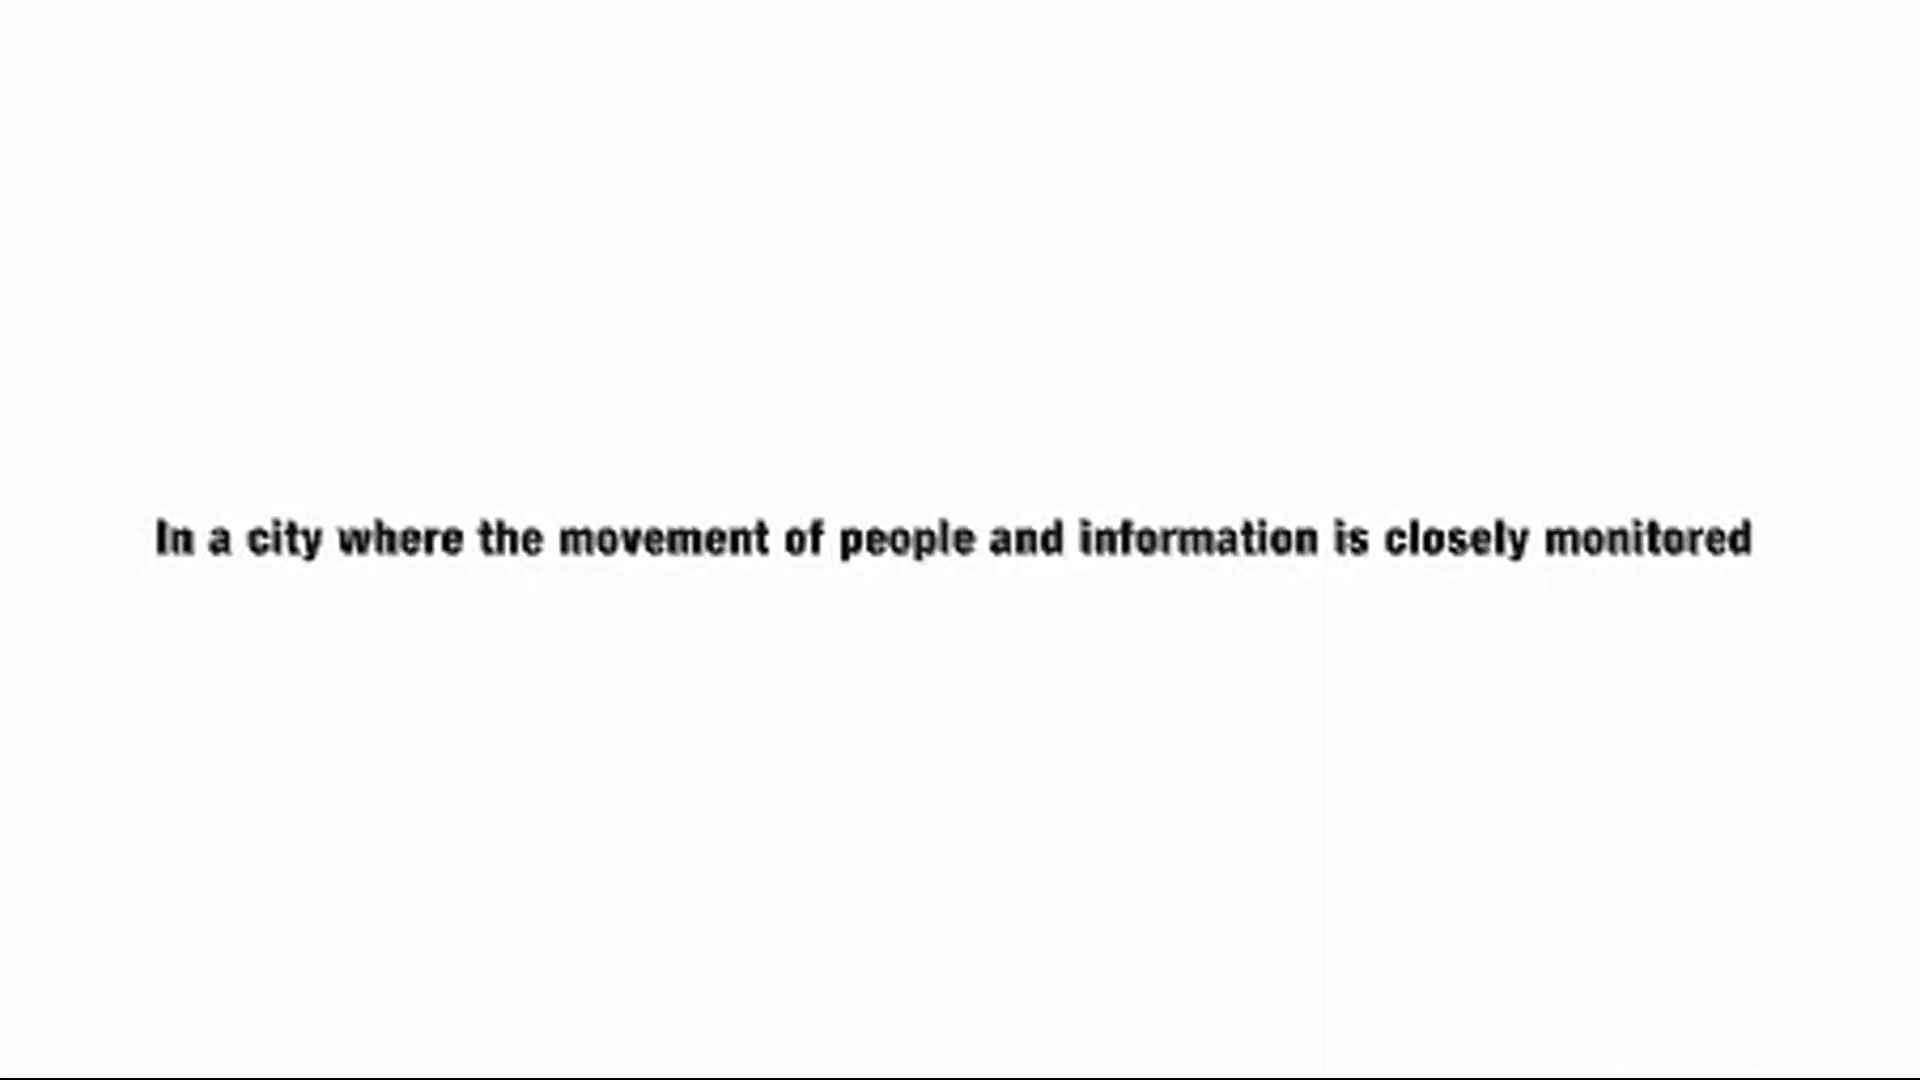 In a city where the movement of people and information is closely monitored